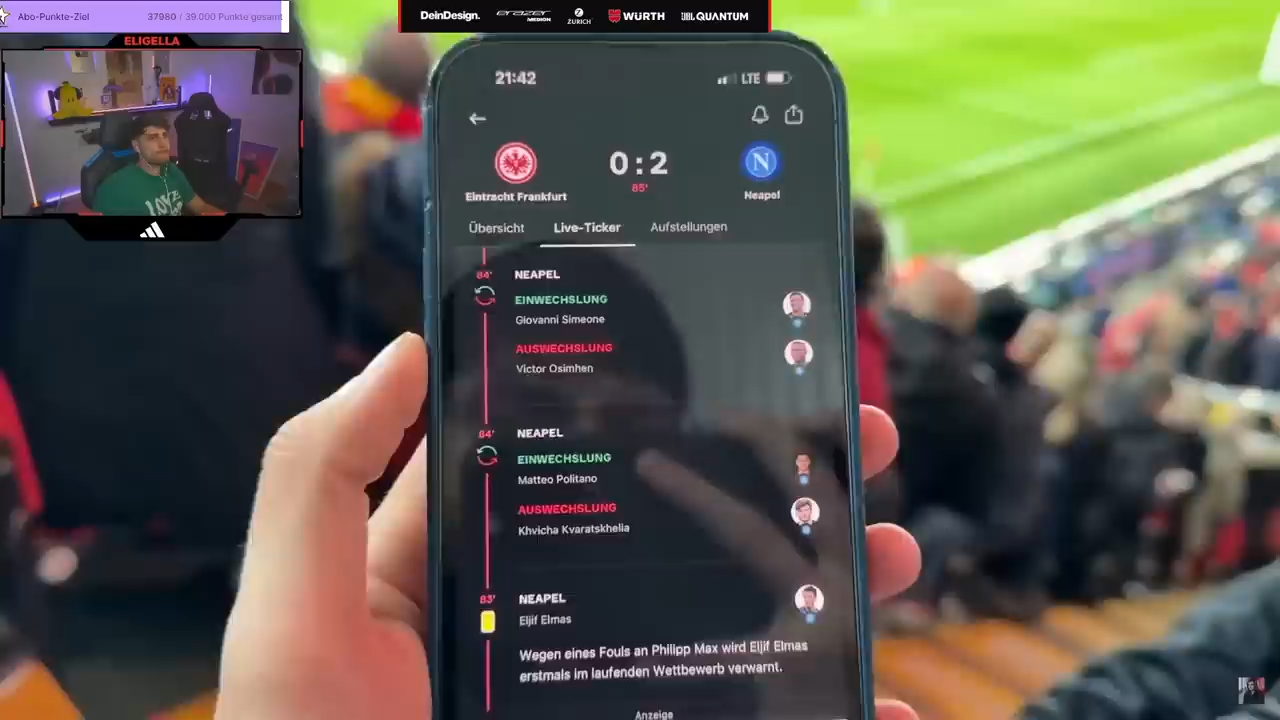 Abo-Punkte-Ziel
37980 / 39.000 Punkte gesamt
DeinDesign.
erazer
MEDION
ZURICH
WÜRTH
JBL QUANTUM
ELIGELLA
21:42
LTE
0:2
85'
Eintracht Frankfurt
N
Neapel
Übersicht
Live-Ticker
Aufstellungen
84'
NEAPEL
EINWECHSLUNG
Giovanni Simeone
AUSWECHSLUNG
Victor Osimhen
84'
NEAPEL
EINWECHSLUNG
Matteo Politano
AUSWECHSLUNG
Khvicha Kvaratskhelia
83'
NEAPEL
Eljif Elmas
Wegen eines Fouls an Philipp Max wird Eljif Elmas
erstmals im laufenden Wettbewerb verwarnt.
Anzeige